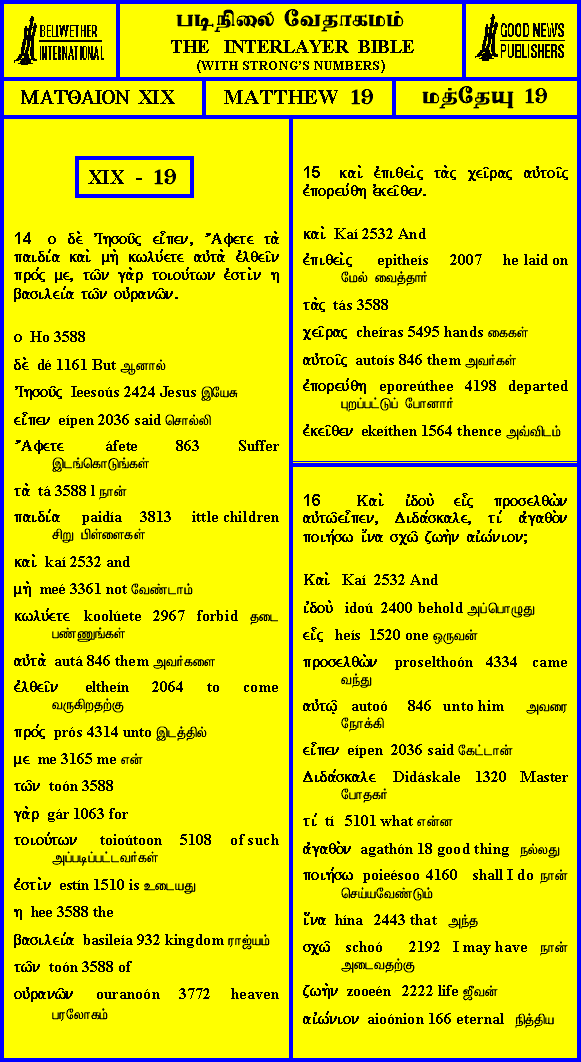 BELLWETHER
INTERNATIONAL
படிநிலை வேதாகமம்
THE INTERLAYER BIBLE
(WITH STRONG'S NUMBERS)
GOOD NEWS
PUBLISHERS
ΜΑΤΘΑΙΟΝ XIX
MATTHEW 19
மத்தேயு 19
XIX - 19
14 ο δὲ Ἰησοῦς εἶπεν, Ἄφετε τὰ
παιδία καὶ μὴ κωλύετε αὐτὰ ἐλθεῖν
πρός με, τῶν γὰρ τοιούτων ἐστὶν η
βασιλεία τῶν οὐρανῶν.
ο Ho 3588
δὲ dé 1161 But ஆனால்
Ἰησοῦς Ieesoús 2424 Jesus இயேசு
εἶπεν eípen 2036 said சொல்லி
Ἄφετε áfete 863 Suffer
இடங்கொடுங்கள்
τὰ tá 3588 l நான்
παιδία paidía 3813 ittle children
சிறு பிள்ளைகள்
καὶ kaí 2532 and
μὴ meé 3361 not வேண்டாம்
κωλύετε koolúete 2967 forbid தடை
பண்ணுங்கள்
αὐτὰ autá 846 them அவர்களை
ἐλθεῖν eltheín 2064 to come
வருகிறதற்கு
πρός prós 4314 unto இடத்தில்
με me 3165 me என்
τῶν toón 3588
γὰρ gár 1063 for
τοιούτων toioútoon 5108 of such
அப்படிப்பட்டவர்கள்
ἐστὶν estín 1510 is உடையது
η hee 3588 the
βασιλεία basileía 932 kingdom ராஜ்யம்
τῶν toón 3588 of
οὐρανῶν ouranoón 3772 heaven
பரலோகம்
15 καὶ ἐπιθεὶς τὰς χεῖρας αὐτοῖς
ἐπορεύθη ἐκεῖθεν.
καὶ Kaí 2532 And
ἐπιθεὶς epitheís 2007 he laid on
மேல் வைத்தார்
τὰς tás 3588
χεῖρας cheíras 5495 hands கைகள்
αὐτοῖς autoís 846 them அவர்கள்
ἐπορεύθη eporeúthee 4198 departed
புறப்பட்டுப் போனார்
ἐκεῖθεν ekeíthen 1564 thence அவ்விடம்
16 Καὶ ἰδοὺ εἷς προσελθὼν
αὐτῶεἶπεν, Διδάσκαλε, τί ἀγαθὸν
ποιήσω ἵνα σχῶ ζωὴν αἰώνιον;
Καὶ Kaí 2532 And
ἰδοὺ idoú 2400 behold அப்பொழுது
εἷς heís 1520 one ஒருவன்
προσελθὼν proselthoón 4334 came
வந்து
αὐτῷ autoó 846 unto him அவரை
நோக்கி
εἶπεν eípen 2036 said கேட்டான்
Διδάσκαλε Didáskale 1320 Master
போதகர்
τί tí 5101 what என்ன
ἀγαθὸν agathón 18 good thing நல்லது
ποιήσω poieésoo 4160 shall I do நான்
செய்யவேண்டும்
ἵνα hína 2443 that அந்த
σχῶ schoó 2192 I may have நான்
அடைவதற்கு
ζωὴν zooeén 2222 life ஜீவன்
αἰώνιον aioónion 166 eternal நித்திய